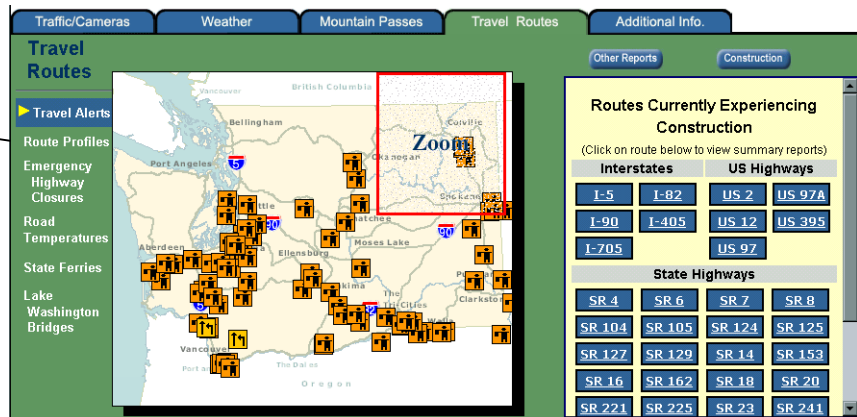 Traffic/Cameras
Weather
Mountain Passes
Travel Routes
Additional Info.
Travel
Routes
Travel Alerts
Route Profiles
Emergency
Highway
Closures
Road
Temperatures
State Ferries
Lake
Washington
Bridges
Vancouver
British Columbia
Bellingham
Colville
Zoom
Port Angeles
5
Okanogan
Spokane
90
Moses Lake
90
Aberdeen
Ellensburg
The
Tri-Cities
82
Clarkston
5
Vancouver
The Dalles
Oregon
Other Reports
Construction
Routes Currently Experiencing
Construction
(Click on route below to view summary reports)
Interstates
US Highways
I-5
I-82
US 2
US 97A
I-90
I-405
US 12
US 395
I-705
US 97
State Highways
SR 4
SR 6
SR 7
SR 8
SR 104
SR 105
SR 124
SR 125
SR 127
SR 129
SR 14
SR 153
SR 16
SR 162
SR 18
SR 20
SR 221
SR 225
SR 23
SR 241